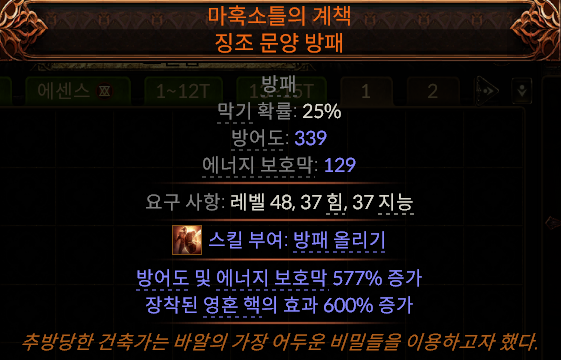 마훅소틀의 계책
징조 문양 방패
에센스
1~12T
1
2
방패
막기 확률: 25%
방어도: 339
에너지 보호막: 129
요구 사항: 레벨 48, 37 힘, 37 지능
스킬 부여: 방패 올리기
방어도 및 에너지 보호막 577% 증가
장착된 영혼 핵의 효과 600% 증가
추방당한 건축가는 바알의 가장 어두운 비밀들을 이용하고자 했다.